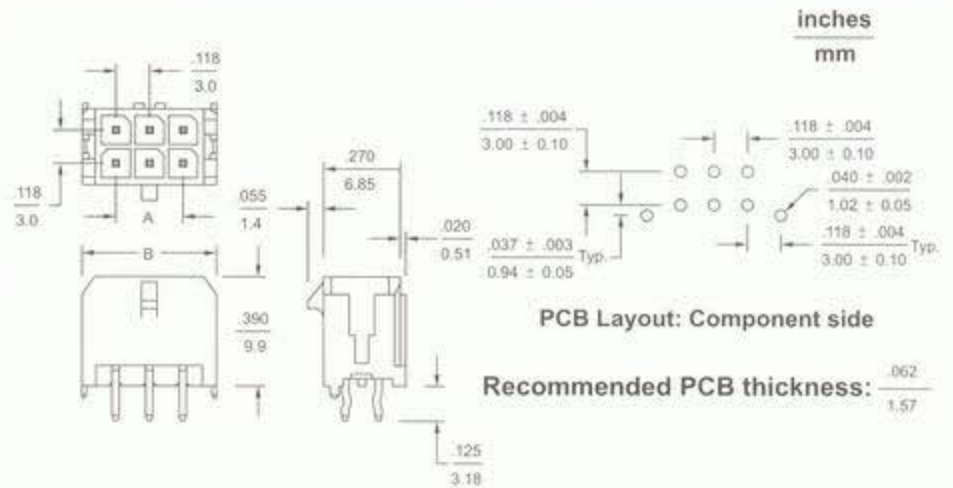 inches
mm
.118
3.0
.118
3.0
A
B
.390
9.9
.055
1.4
.270
6.85
.020
0.51
.125
3.18
.118 ± .004
3.00 ± 0.10
.118 ± .004
3.00 ± 0.10
.040 ± .002
1.02 ± 0.05
.037 ± .003 Typ.
0.94 ± 0.05
.118 ± .004 Typ.
3.00 ± 0.10
PCB Layout: Component side
Recommended PCB thickness: .062
1.57